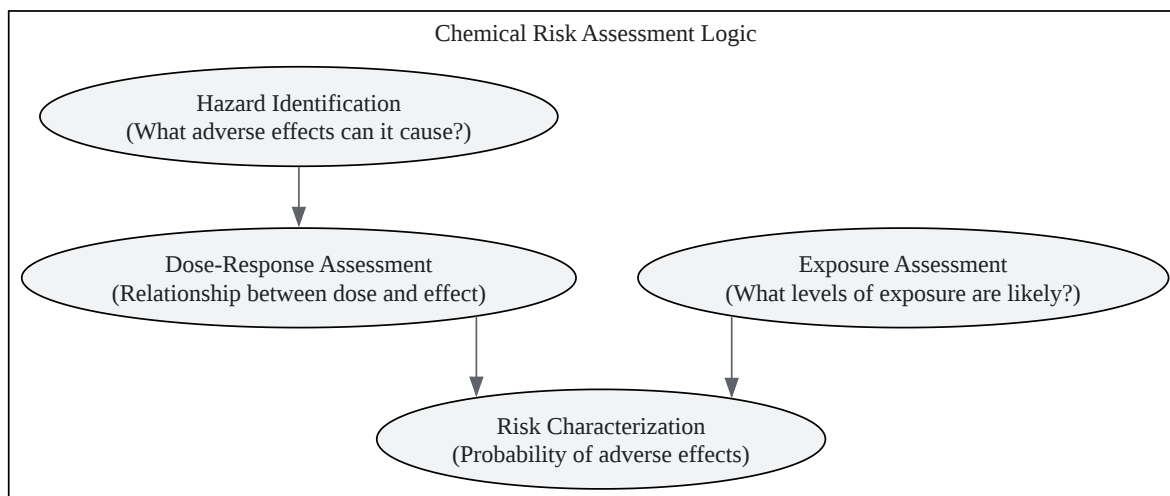 Chemical Risk Assessment Logic
Hazard Identification
(What adverse effects can it cause?)
Dose-Response Assessment
(Relationship between dose and effect)
Exposure Assessment
(What levels of exposure are likely?)
Risk Characterization
(Probability of adverse effects)